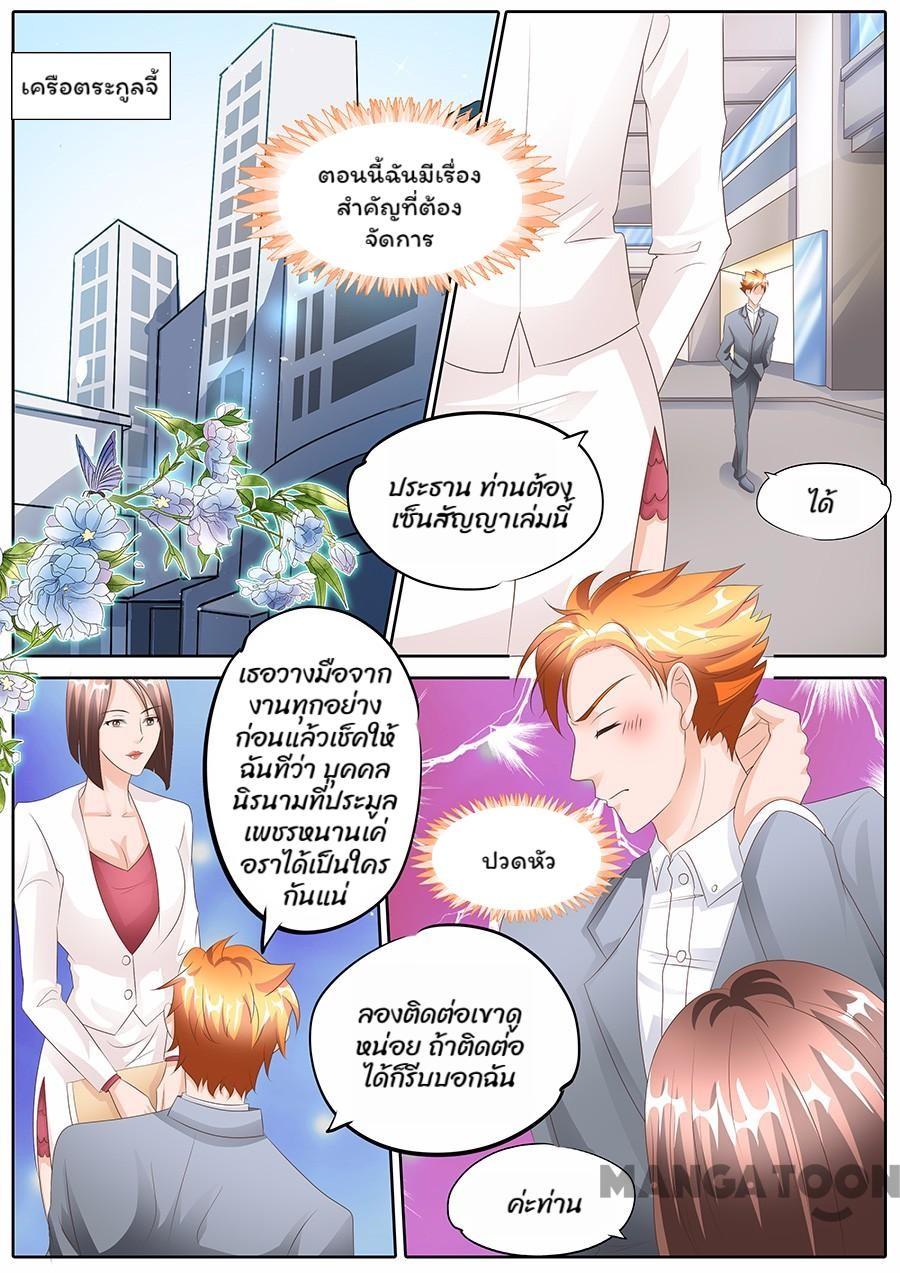 เครือตระกูลจี้
ตอนนี้ฉันมีเรื่อง
สำคัญที่ต้อง
จัดการ
ประธาน ท่านต้อง
เซ็นสัญญาเล่มนี้
ได้
เธอวางมือจาก
งานทุกอย่าง
ก่อนแล้วเช็คให้
ฉันทีว่า บุคคล
นิรนามที่ประมูล
เพชรหนานเค่
อราได้เป็นใคร
กันแน่
ปวดหัว
ลองติดต่อเขาดู
หน่อย ถ้าติดต่อ
ได้ก็รีบบอกฉัน
ค่ะท่าน
MANGATOON